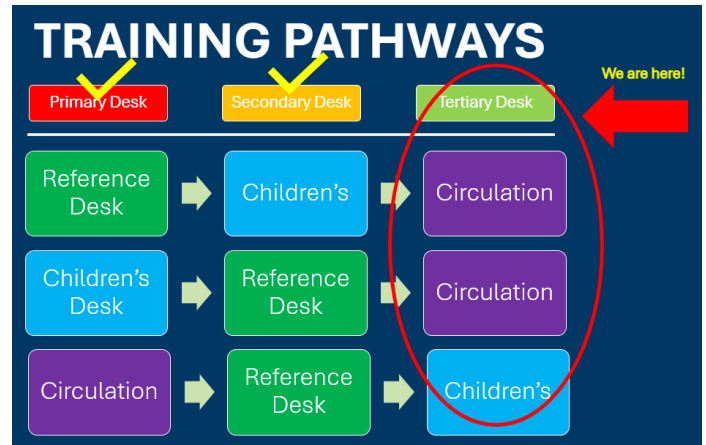 TRAINING PATHWAYS
We are here!
Primary Desk
Secondary Desk
Tertiary Desk
Reference
Desk
Children's
Circulation
Children's
Desk
Reference
Desk
Circulation
Circulation
Reference
Desk
Children's